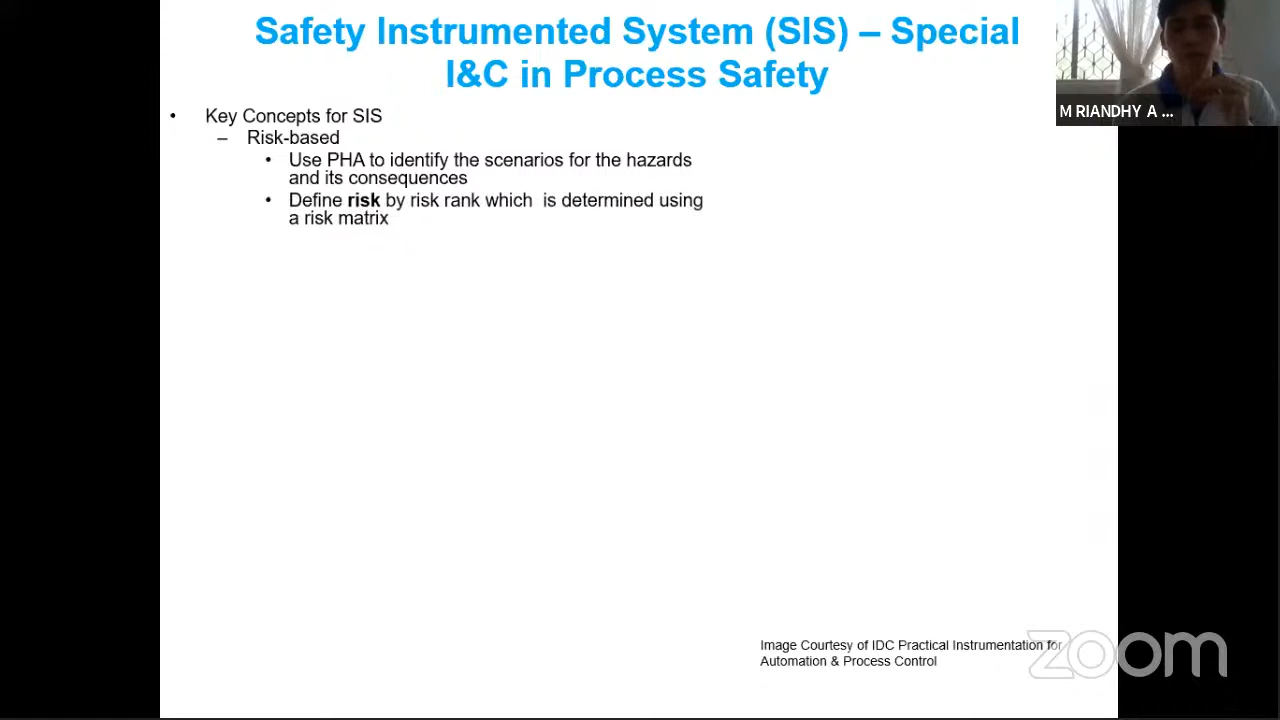 Safety Instrumented System (SIS) – Special
I&C in Process Safety
• Key Concepts for SIS
– Risk-based
• Use PHA to identify the scenarios for the hazards
and its consequences
• Define risk by risk rank which is determined using
a risk matrix
M RIANDHY A ...
Image Courtesy of IDC Practical Instrumentation for
Automation & Process Control
zoom